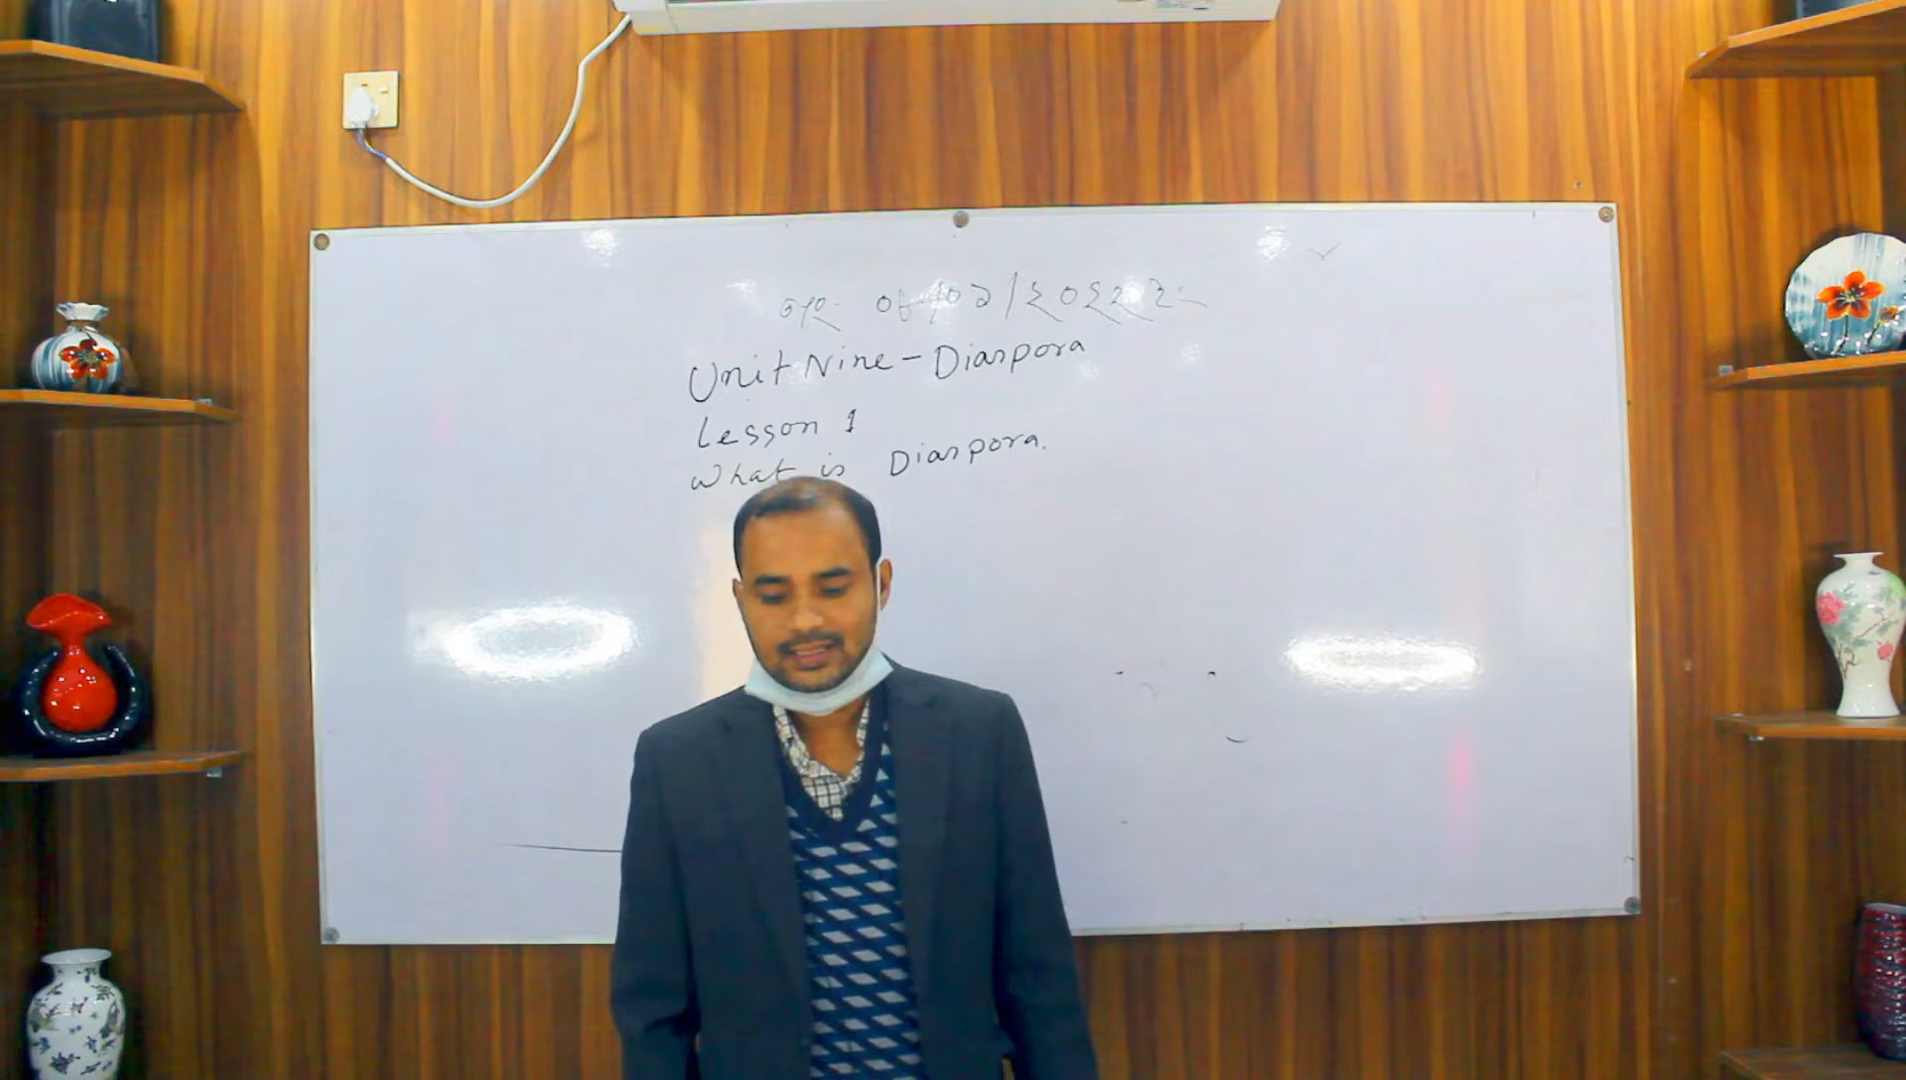 Unit Nine - Diaspora
Lesson 1
What is Diaspora.